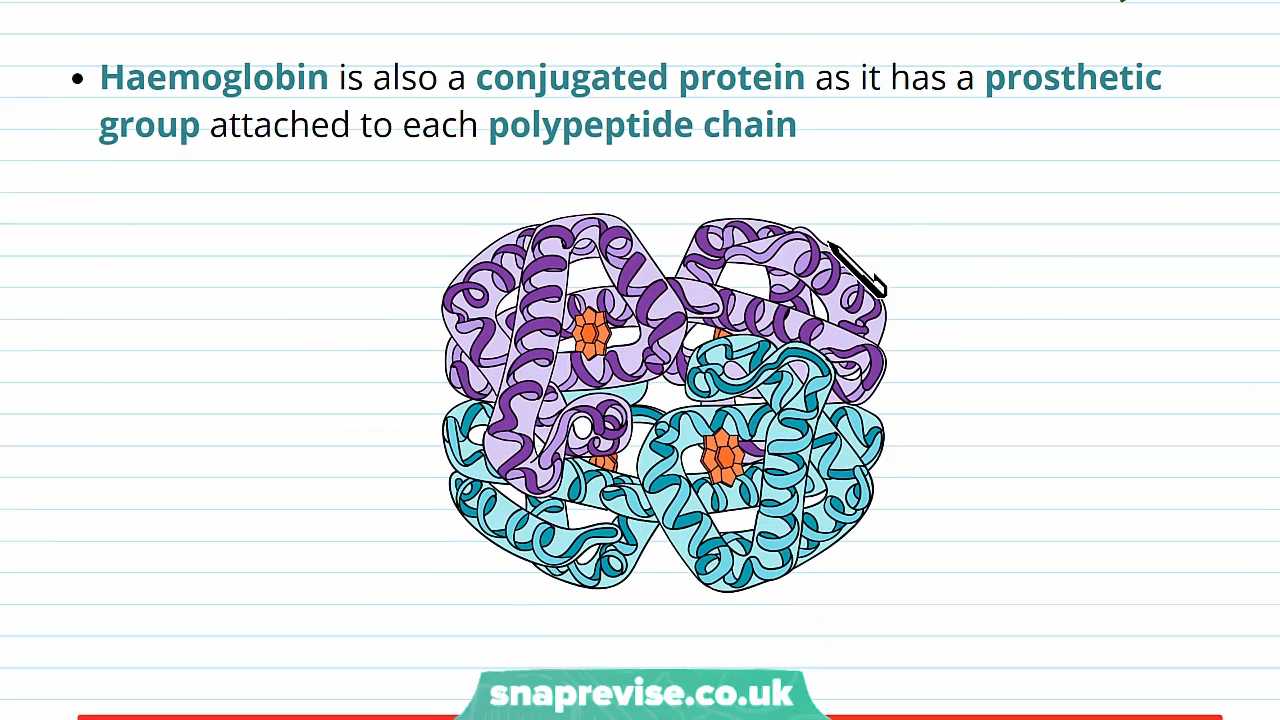 Haemoglobin is also a conjugated protein as it has a prosthetic
group attached to each polypeptide chain
snaprevise.co.uk